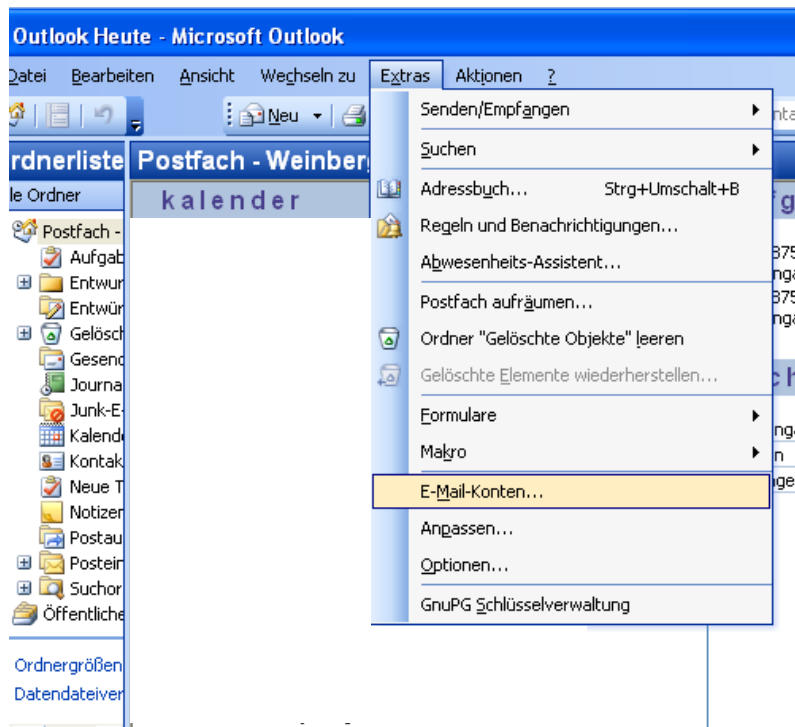 Outlook Heute - Microsoft Outlook
Datei Bearbeiten Ansicht Wechseln zu Extras Aktionen ?
Neu
Senden/Empfangen
Suchen
Adressbuch... Strg+Umschalt+B
Regeln und Benachrichtigungen...
Abwesenheits-Assistent...
Postfach aufräumen...
Ordner "Gelöschte Objekte" leeren
Gelöschte Elemente wiederherstellen...
Formulare
Makro
E-Mail-Konten...
Anpassen...
Optionen...
GnuPG Schlüsselverwaltung
rdnerliste
le Ordner
Postfach -
Aufgab
Entwur
Entwür
Gelösch
Gesend
Journa
Junk-E-
Kalende
Kontak
Neue T
Notizen
Postau
Postein
Suchor
Öffentliche
Ordnergrößen
Datendateiver
Postfach - Weinber
kalender